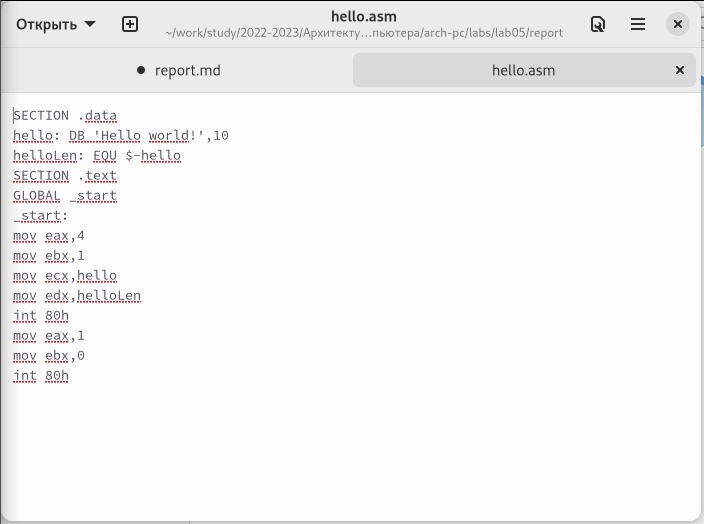 Открыть
hello.asm
~/work/study/2022-2023/Архитекту…пьютера/arch-pc/labs/lab05/report
report.md
hello.asm
SECTION .data
hello: DB 'Hello world!',10
helloLen: EQU $-hello
SECTION .text
GLOBAL _start
_start:
mov eax,4
mov ebx,1
mov ecx,hello
mov edx,helloLen
int 80h
mov eax,1
mov ebx,0
int 80h